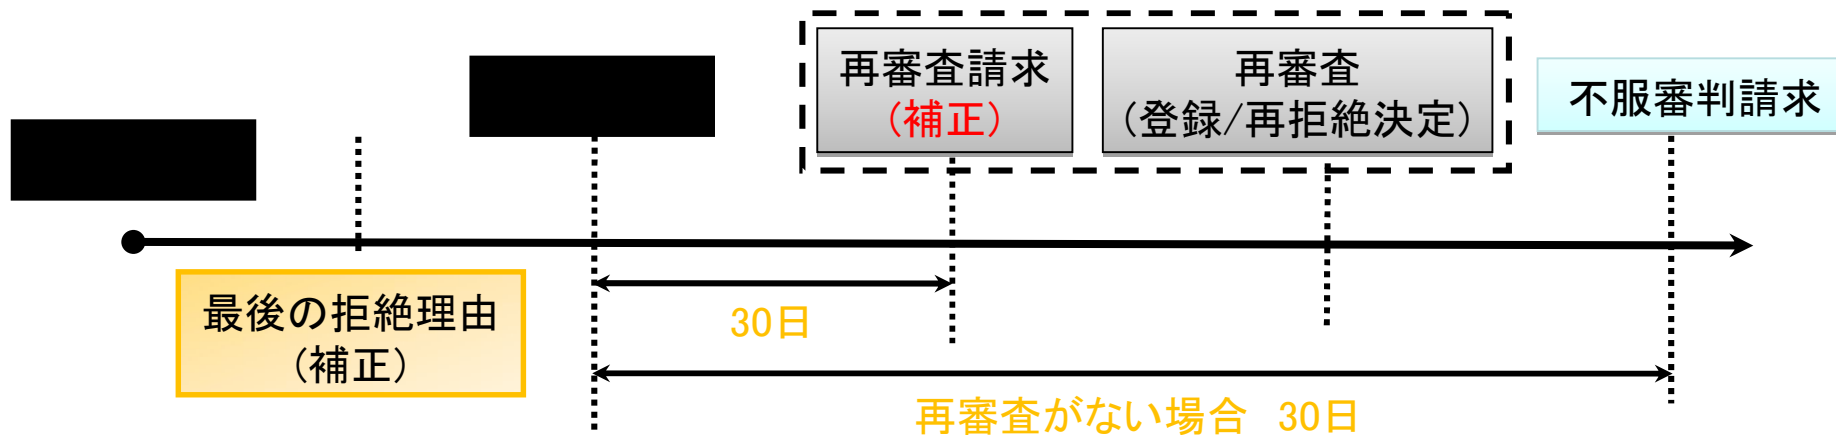 再審査請求
(補正)
再審査
(登録/再拒絶決定)
不服審判請求
最後の拒絶理由
(補正)
30日
再審査がない場合 30日